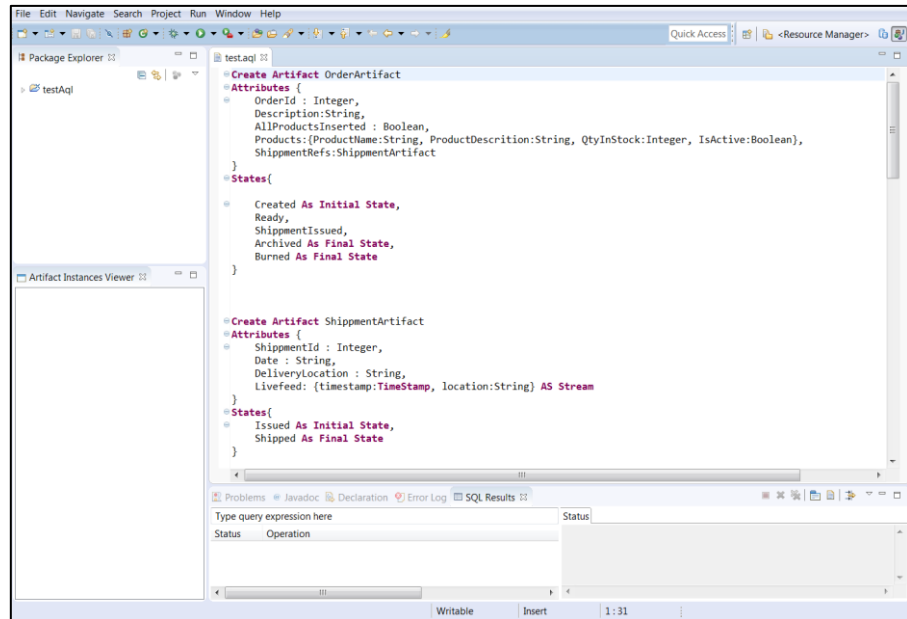 File Edit Navigate Search Project Run Window Help
Quick Access
<Resource Manager>
Package Explorer
testAql
Artifact Instances Viewer
test.aql
Create Artifact OrderArtifact
Attributes {
OrderId : Integer,
Description:String,
AllProductsInserted : Boolean,
Products:{ProductName:String, ProductDescrition:String, QtyInStock:Integer, IsActive:Boolean},
ShippmentRefs:ShippmentArtifact
}
States{
Created As Initial State,
Ready,
ShippmentIssued,
Archived As Final State,
Burned As Final State
}
Create Artifact ShippmentArtifact
Attributes {
ShippmentId : Integer,
Date : String,
DeliveryLocation : String,
Livefeed: {timestamp:TimeStamp, location:String} AS Stream
}
States{
Issued As Initial State,
Shipped As Final State
}
Problems Javadoc Declaration Error Log SQL Results
Type query expression here
Status Operation
Status
Writable Insert 1:31